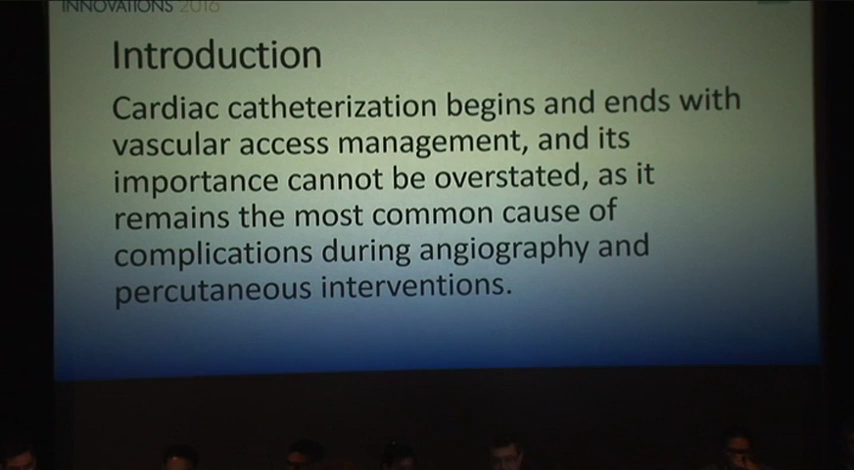 INNOVATIONS 2016
Introduction
Cardiac catheterization begins and ends with
vascular access management, and its
importance cannot be overstated, as it
remains the most common cause of
complications during angiography and
percutaneous interventions.